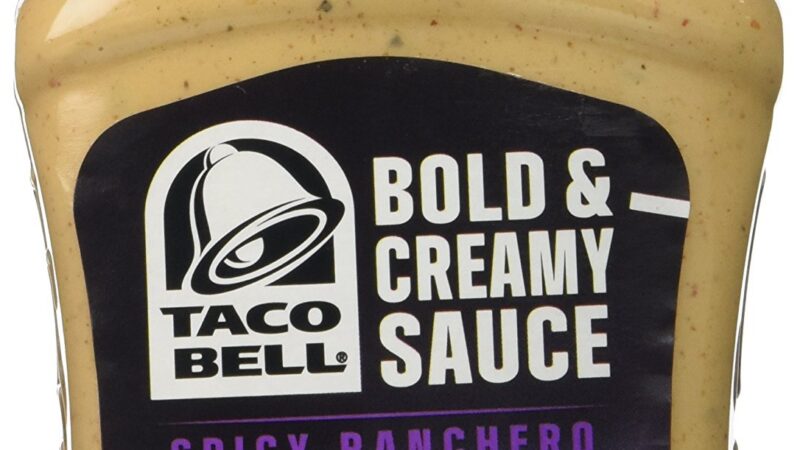 TACO
BELL®
BOLD &
CREAMY
SAUCE
SPICY RANCHERO